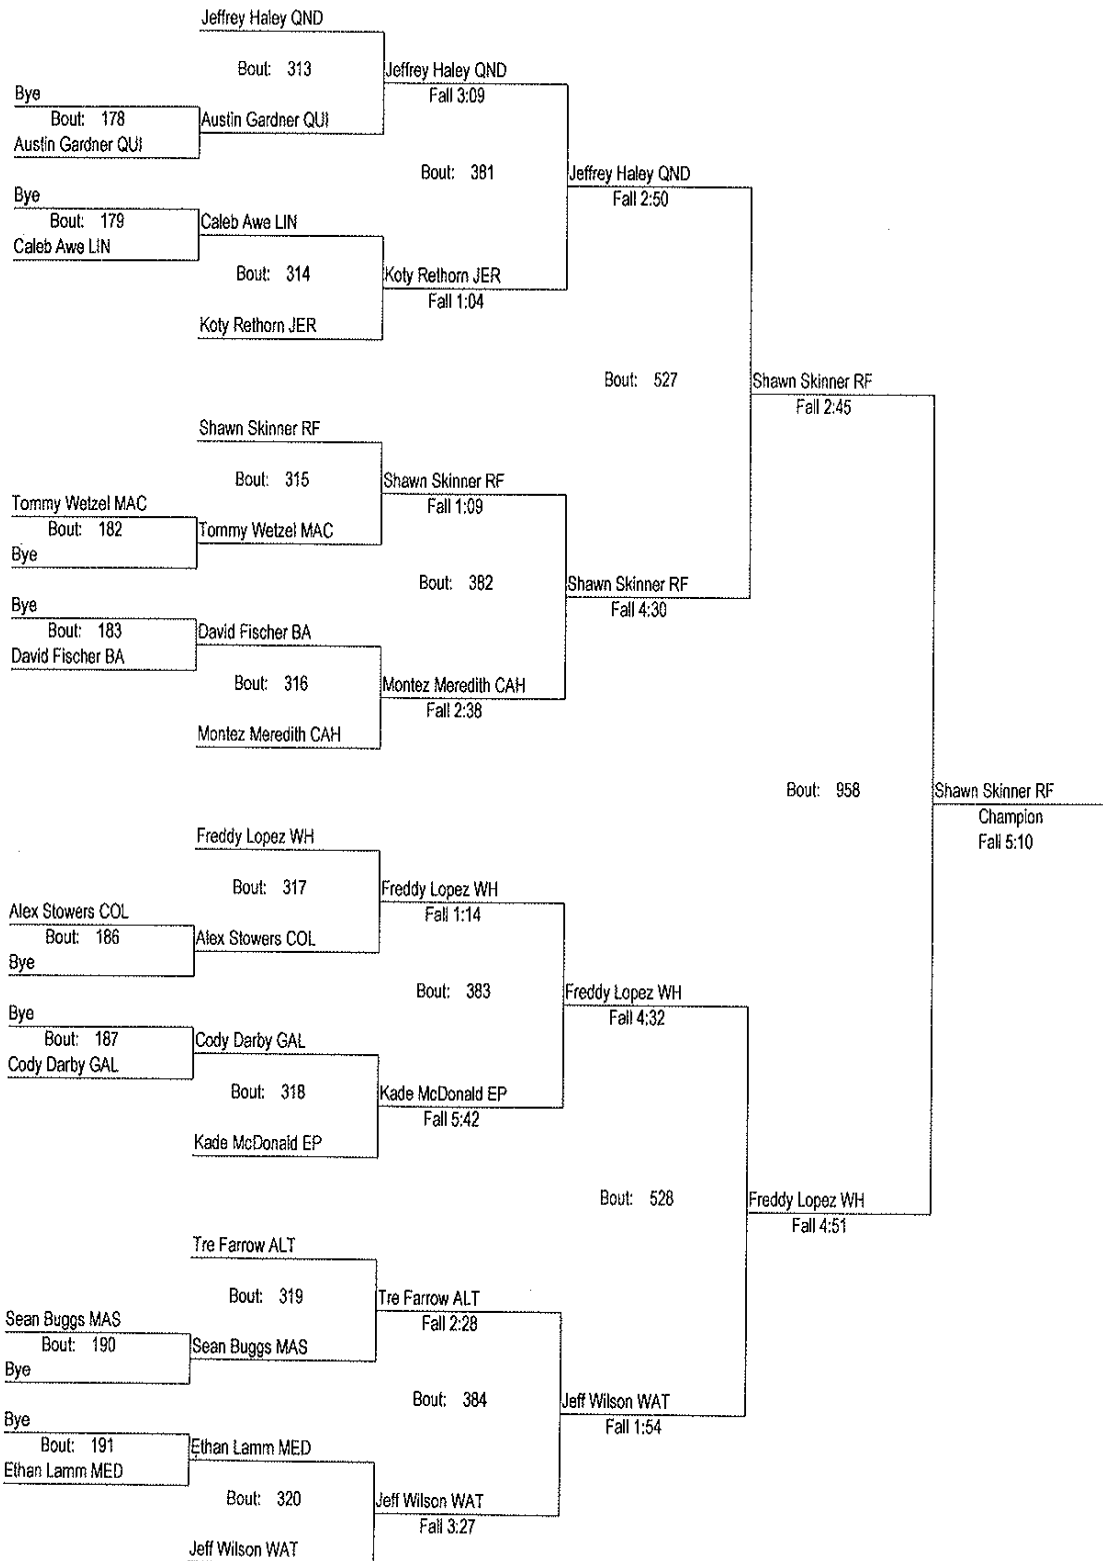 Jeffrey Haley QND
Bout: 313
Jeffrey Haley QND
Fall 3:09
Bye
Bout: 178
Austin Gardner QUI
Austin Gardner QUI
Bout: 381
Jeffrey Haley QND
Fall 2:50
Bye
Bout: 179
Caleb Awe LIN
Caleb Awe LIN
Bout: 314
Koty Rethorn JER
Fall 1:04
Koty Rethorn JER
Bout: 527
Shawn Skinner RF
Fall 2:45
Shawn Skinner RF
Bout: 315
Shawn Skinner RF
Fall 1:09
Tommy Wetzel MAC
Bout: 182
Tommy Wetzel MAC
Bye
Bout: 382
Shawn Skinner RF
Fall 4:30
Bye
Bout: 183
David Fischer BA
David Fischer BA
Bout: 316
Montez Meredith CAH
Fall 2:38
Montez Meredith CAH
Bout: 958
Shawn Skinner RF
Champion
Fall 5:10
Freddy Lopez WH
Bout: 317
Freddy Lopez WH
Fall 1:14
Alex Stowers COL
Bout: 186
Alex Stowers COL
Bye
Bout: 383
Freddy Lopez WH
Fall 4:32
Bye
Bout: 187
Cody Darby GAL
Cody Darby GAL
Bout: 318
Kade McDonald EP
Fall 5:42
Kade McDonald EP
Bout: 528
Freddy Lopez WH
Fall 4:51
Tre Farrow ALT
Bout: 319
Tre Farrow ALT
Fall 2:28
Sean Buggs MAS
Bout: 190
Sean Buggs MAS
Bye
Bout: 384
Jeff Wilson WAT
Fall 1:54
Bye
Bout: 191
Ethan Lamm MED
Ethan Lamm MED
Bout: 320
Jeff Wilson WAT
Fall 3:27
Jeff Wilson WAT